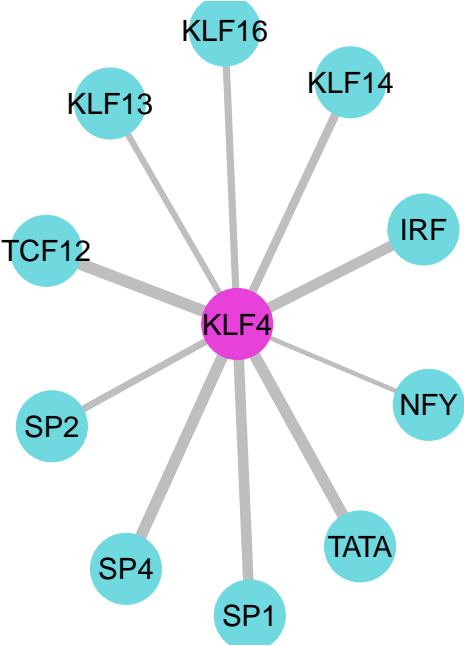 KLF16
KLF14
KLF13
IRF
TCF12
KLF4
NFY
SP2
TATA
SP4
SP1